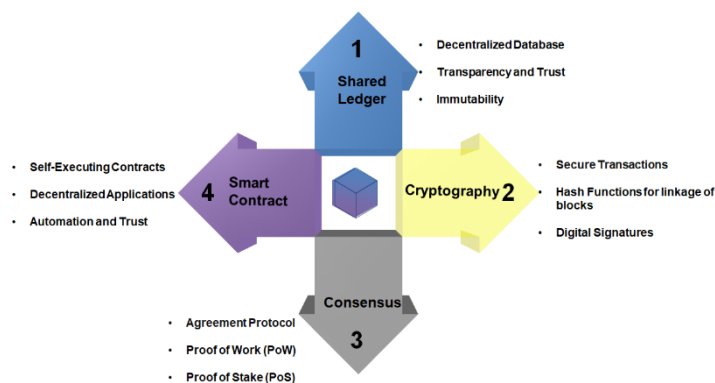 1
Shared
Ledger
• Decentralized Database
• Transparency and Trust
• Immutability
Cryptography 2
• Secure Transactions
• Hash Functions for linkage of
blocks
• Digital Signatures
Consensus
3
• Agreement Protocol
• Proof of Work (PoW)
• Proof of Stake (PoS)
4 Smart
Contract
• Self-Executing Contracts
• Decentralized Applications
• Automation and Trust